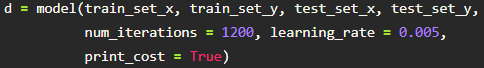 d = model(train_set_x, train_set_y, test_set_x, test_set_y,
num_iterations = 1200, learning_rate = 0.005,
print_cost = True)